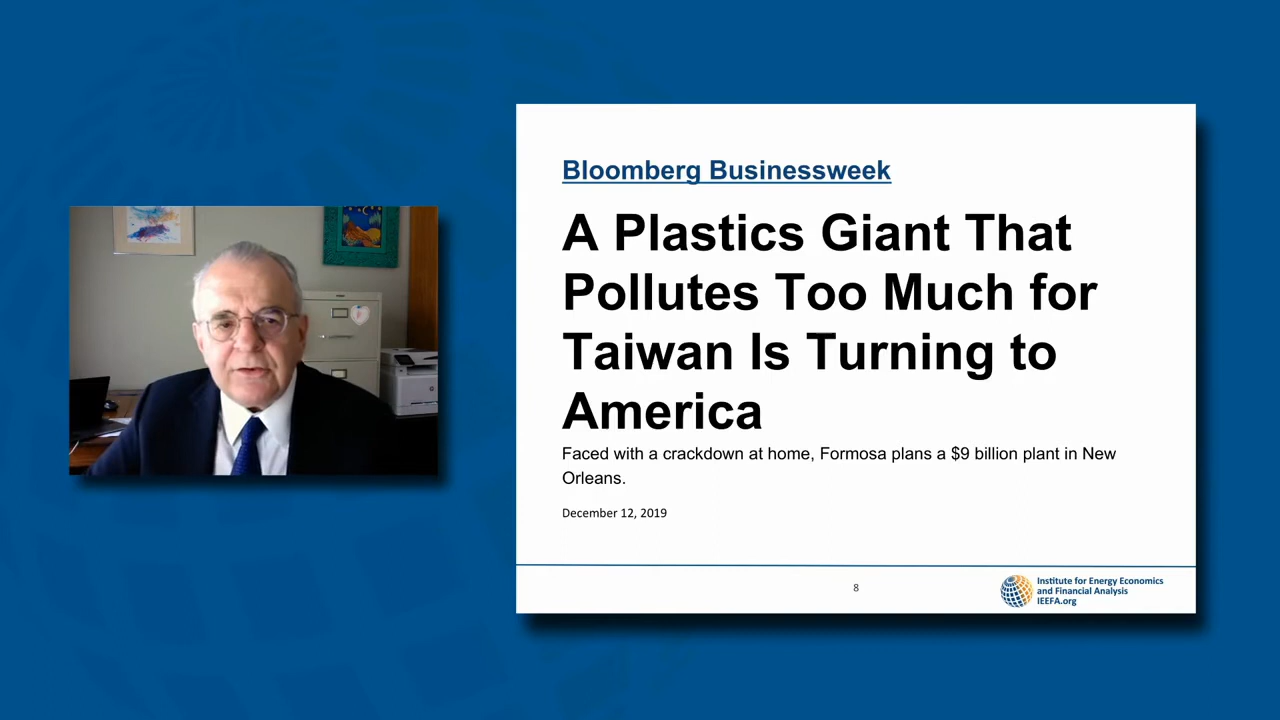 Bloomberg Businessweek
A Plastics Giant That
Pollutes Too Much for
Taiwan Is Turning to
America
Faced with a crackdown at home, Formosa plans a $9 billion plant in New
Orleans.
December 12, 2019
8
Institute for Energy Economics
and Financial Analysis
IEEFA.org